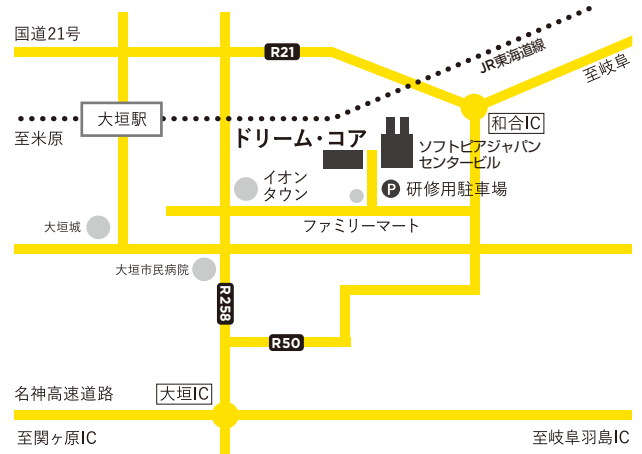 国道21号
R21
JR東海道線
至岐阜
大垣駅
至米原
和合IC
ドリーム・コア
ソフトピアジャパン
センタービル
イオン
タウン
P 研修用駐車場
ファミリーマート
大垣城
大垣市民病院
R258
R50
名神高速道路
大垣IC
至関ヶ原IC
至岐阜羽島IC